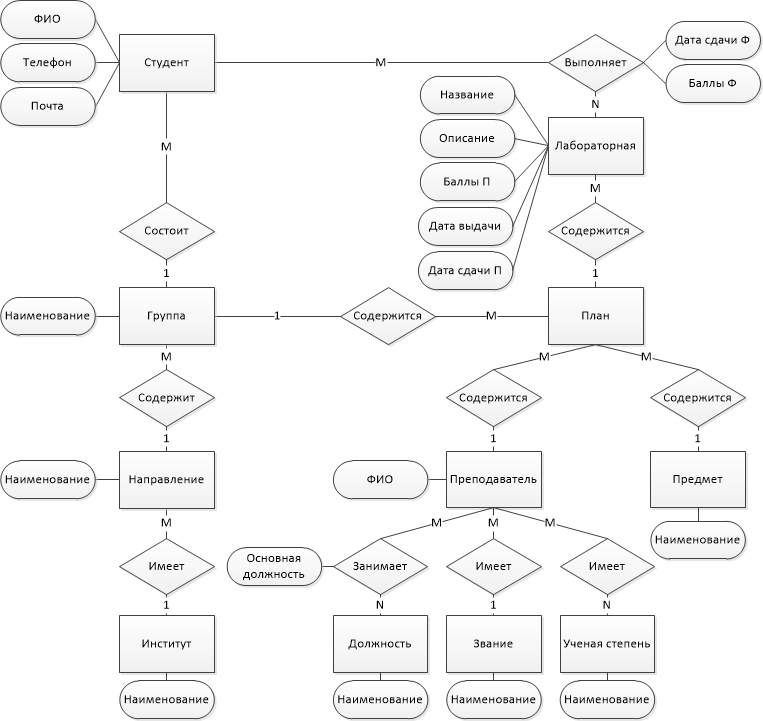 ФИО
Дата сдачи Ф
Телефон
Студент
М
Выполняет
Баллы Ф
Почта
Название
N
Описание
Лабораторная
М
Баллы П
М
Дата выдачи
Состоит
Содержится
Дата сдачи П
1
1
Наименование
Группа
1
Содержится
М
План
М
М
М
Содержит
Содержится
Содержится
1
1
1
Наименование
Направление
ФИО
Преподаватель
Предмет
М
М
М
М
Наименование
Имеет
Основная
должность
Занимает
Имеет
Имеет
1
N
1
N
Институт
Должность
Звание
Ученая степень
Наименование
Наименование
Наименование
Наименование